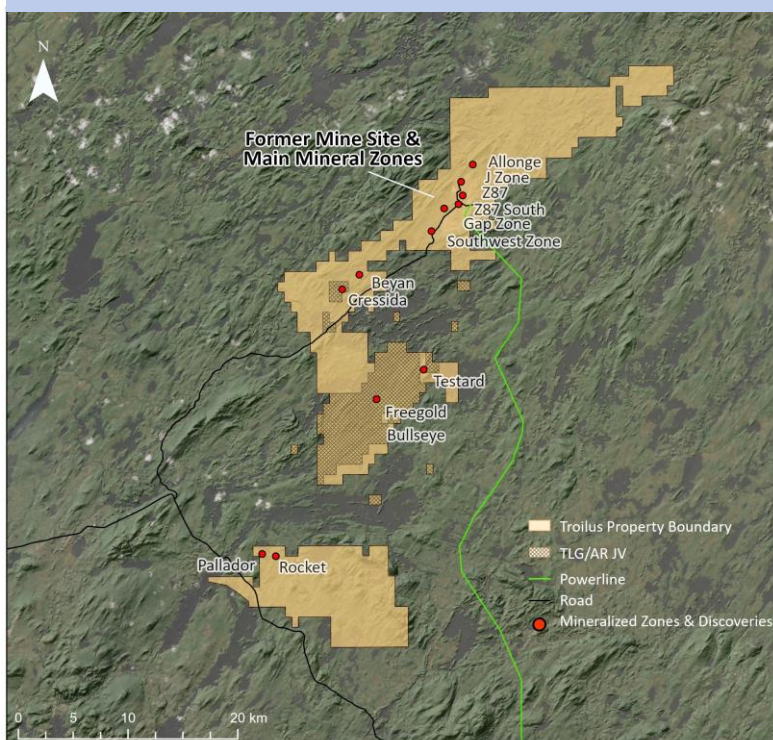 N
Former Mine Site &
Main Mineral Zones
Allonge
J Zone
Z87
Z87 South
Gap Zone
Southwest Zone
Beyan
Cressida
Testard
Freegold
Bullseye
Troilus Property Boundary
TLG/AR JV
Powerline
Road
Mineralized Zones & Discoveries
Pallador
Rocket
0 5 10 20 km